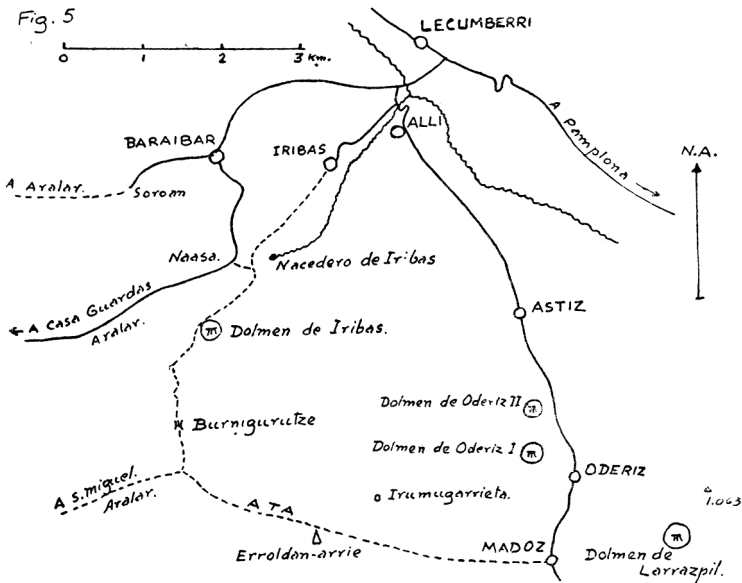 Fig. 5
LECUMBERRI
0 1 2 3 Km.
A Pamplona
ALLI
BARAIBAR
IRIBAS
N.A.
A Aralar.
Soroan
Naasa.
Nacedero de Iribas
A Casa Guardas
Aralar.
ASTIZ
Dolmen de Iribas.
Dolmen de Oderiz II
Burnigurutze
Dolmen de Oderiz I
ODERIZ
A S. Miguel.
Aralar.
A TA
Irumugarrieta.
1.063
Erroldan-arrie
MADOZ
Dolmen de
Larrazpil.